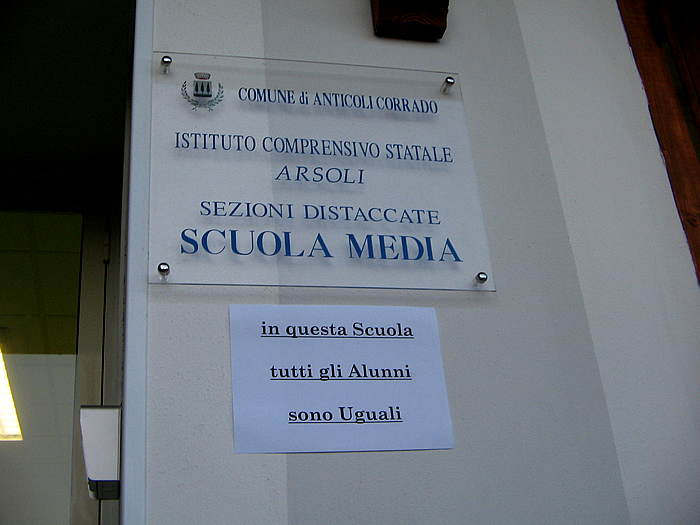 COMUNE di ANTICOLI CORRADO
ISTITUTO COMPRENSIVO STATALE
ARSOLI
SEZIONI DISTACCATE
SCUOLA MEDIA
in questa Scuola
tutti gli Alunni
sono Uguali